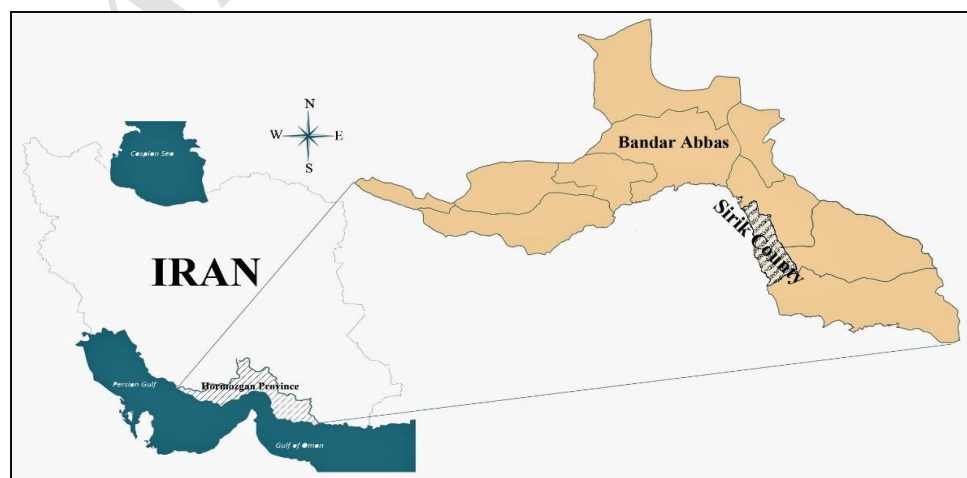 N
W E
S
Caspian Sea
IRAN
Persian Gulf
Hormozgan Province
Gulf of Oman
Bandar Abbas
Sirik County